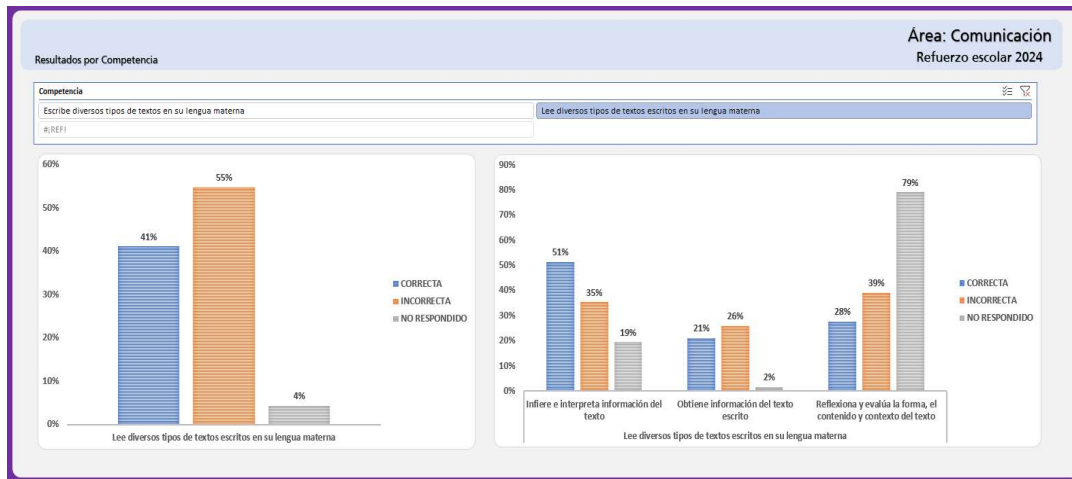 Área: Comunicación
Resultados por Competencia
Refuerzo escolar 2024
Competencia
Escribe diversos tipos de textos en su lengua materna
Lee diversos tipos de textos escritos en su lengua materna
#¡REF!
60%
50%
40%
30%
20%
10%
0%
41%
55%
4%
CORRECTA
INCORRECTA
NO RESPONDIDO
Lee diversos tipos de textos escritos en su lengua materna
90%
80%
70%
60%
50%
40%
30%
20%
10%
0%
51%
35%
19%
21%
26%
2%
28%
39%
79%
CORRECTA
INCORRECTA
NO RESPONDIDO
Infiere e interpreta información del
texto
Obtiene información del texto
escrito
Reflexiona y evalúa la forma, el
contenido y contexto del texto
Lee diversos tipos de textos escritos en su lengua materna